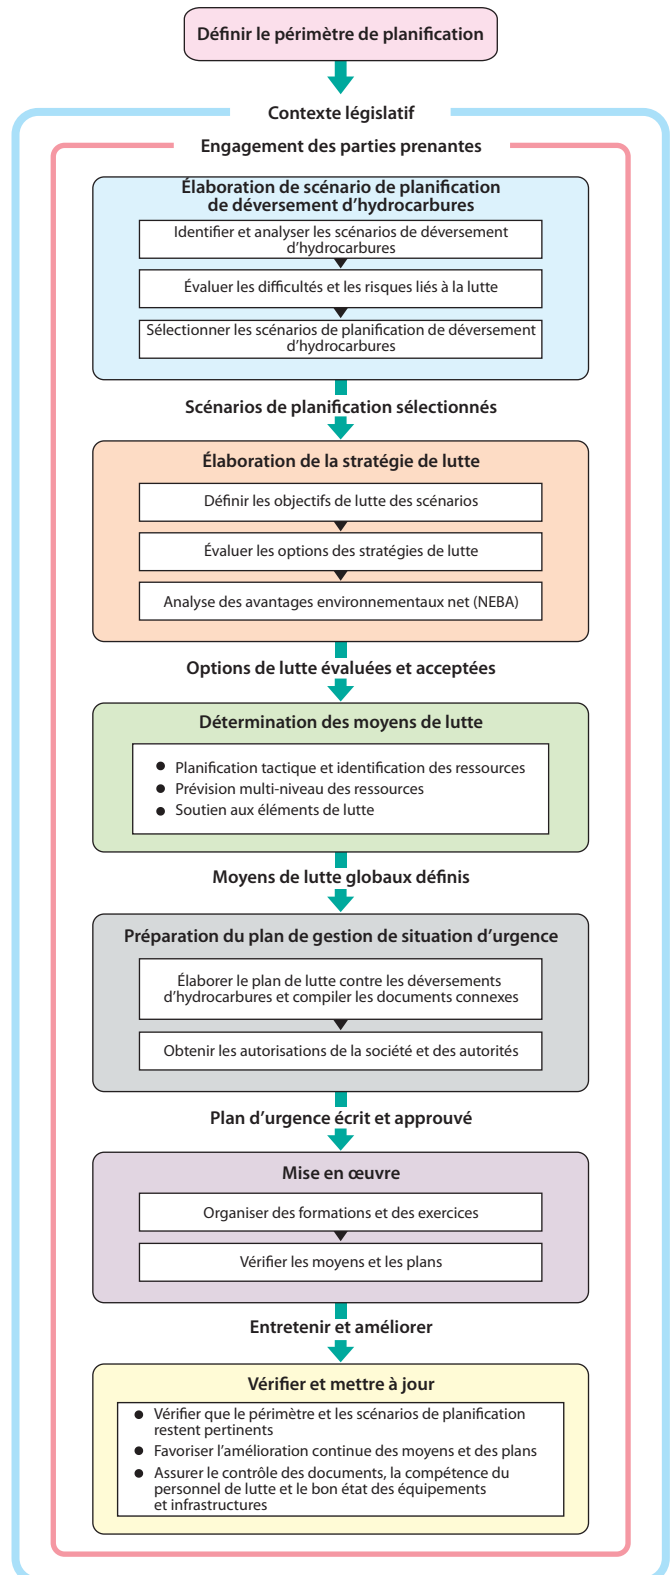 Définir le périmètre de planification
Contexte législatif
Engagement des parties prenantes
Élaboration de scénario de planification
de déversement d'hydrocarbures
Identifier et analyser les scénarios de déversement
d'hydrocarbures
Évaluer les difficultés et les risques liés à la lutte
Sélectionner les scénarios de planification de déversement
d'hydrocarbures
Scénarios de planification sélectionnés
Élaboration de la stratégie de lutte
Définir les objectifs de lutte des scénarios
Évaluer les options des stratégies de lutte
Analyse des avantages environnementaux net (NEBA)
Options de lutte évaluées et acceptées
Détermination des moyens de lutte
● Planification tactique et identification des ressources
● Prévision multi-niveau des ressources
● Soutien aux éléments de lutte
Moyens de lutte globaux définis
Préparation du plan de gestion de situation d'urgence
Élaborer le plan de lutte contre les déversements
d'hydrocarbures et compiler les documents connexes
Obtenir les autorisations de la société et des autorités
Plan d'urgence écrit et approuvé
Mise en œuvre
Organiser des formations et des exercices
Vérifier les moyens et les plans
Entretenir et améliorer
Vérifier et mettre à jour
● Vérifier que le périmètre et les scénarios de planification
restent pertinents
● Favoriser l'amélioration continue des moyens et des plans
● Assurer le contrôle des documents, la compétence du
personnel de lutte et le bon état des équipements
et infrastructures